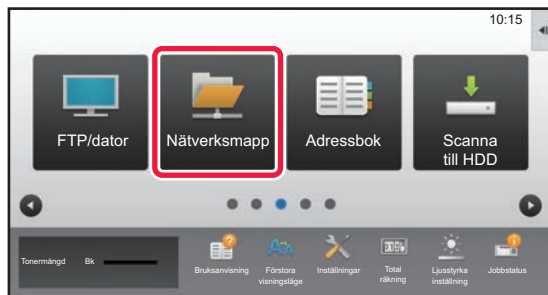 10:15
FTP/dator
Nätverksmapp
Adressbok
Scanna
till HDD
Tonermängd Bk
Bruksanvisning
Förstora
visningsläge
Inställningar
Total
räkning
Ljusstyrka
inställning
Jobbstatus